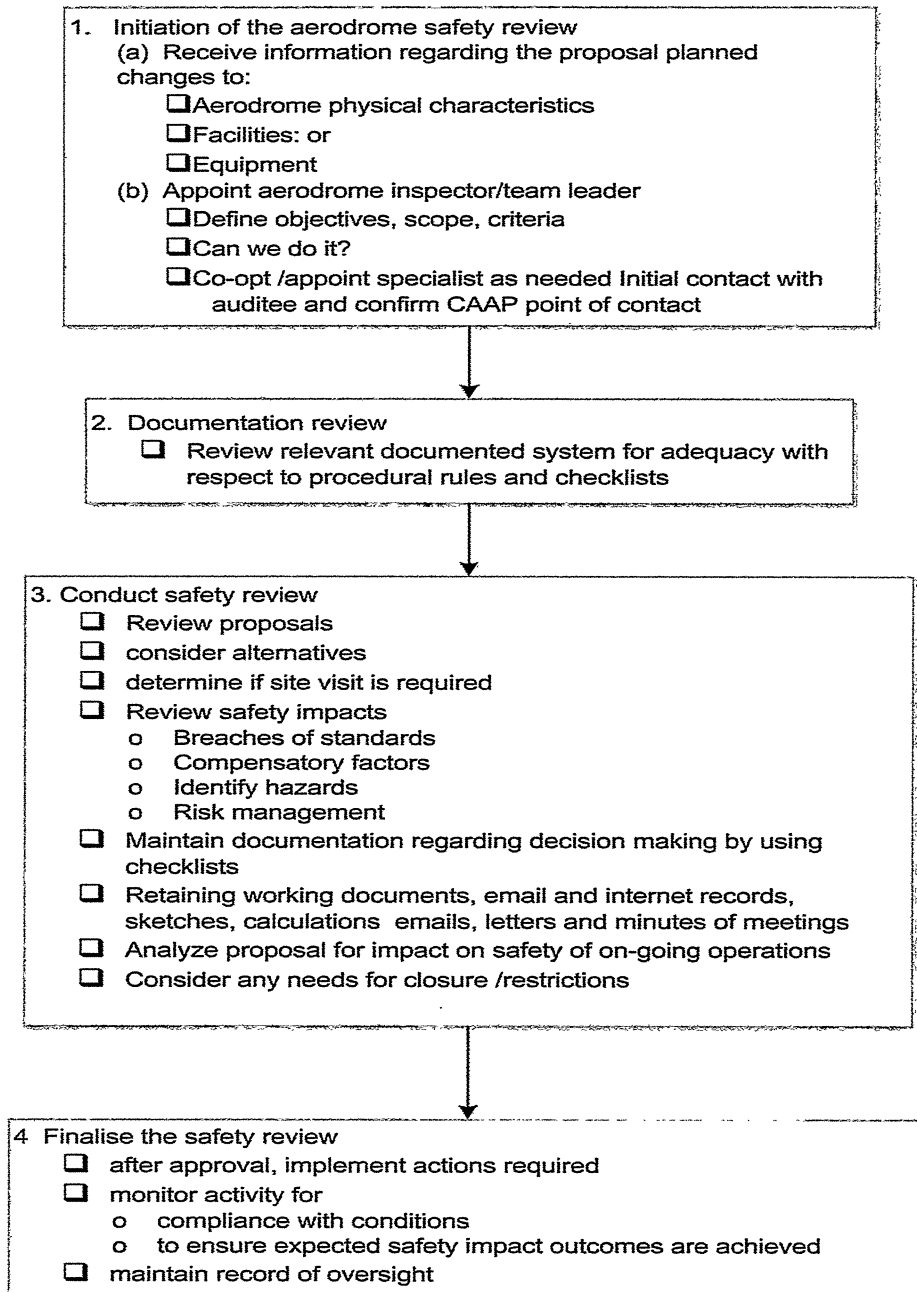 1. Initiation of the aerodrome safety review
(a) Receive information regarding the proposal planned
changes to:
❑Aerodrome physical characteristics
❑Facilities: or
❑Equipment
(b) Appoint aerodrome inspector/team leader
❑Define objectives, scope, criteria
❑Can we do it?
❑Co-opt /appoint specialist as needed Initial contact with
auditee and confirm CAAP point of contact
2. Documentation review
❑ Review relevant documented system for adequacy with
respect to procedural rules and checklists
3. Conduct safety review
❑ Review proposals
❑ consider alternatives
❑ determine if site visit is required
❑ Review safety impacts
o Breaches of standards
o Compensatory factors
o Identify hazards
o Risk management
❑ Maintain documentation regarding decision making by using
checklists
❑ Retaining working documents, email and internet records,
sketches, calculations emails, letters and minutes of meetings
❑ Analyze proposal for impact on safety of on-going operations
❑ Consider any needs for closure /restrictions
4 Finalise the safety review
❑ after approval, implement actions required
❑ monitor activity for
o compliance with conditions
o to ensure expected safety impact outcomes are achieved
❑ maintain record of oversight